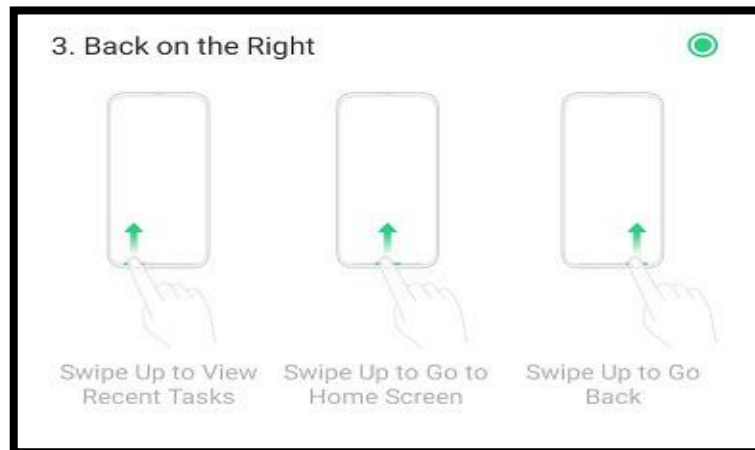 3. Back on the Right
Swipe Up to View
Recent Tasks
Swipe Up to Go to
Home Screen
Swipe Up to Go
Back